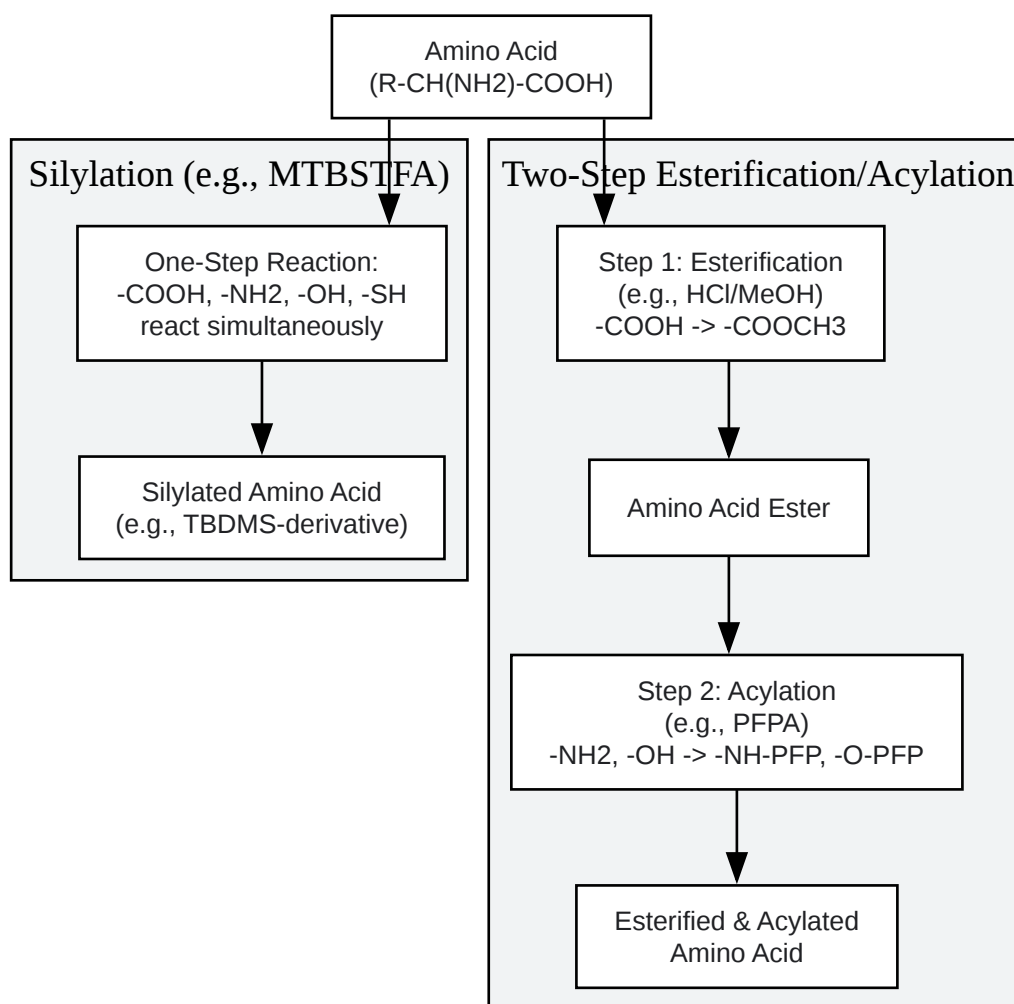 Amino Acid
(R-CH(NH2)-COOH)
Silylation (e.g., MTBSTFA)
One-Step Reaction:
-COOH, -NH2, -OH, -SH
react simultaneously
Silylated Amino Acid
(e.g., TBDMS-derivative)
Two-Step Esterification/Acylation
Step 1: Esterification
(e.g., HCl/MeOH)
-COOH -> -COOCH3
Amino Acid Ester
Step 2: Acylation
(e.g., PFPA)
-NH2, -OH -> -NH-PFP, -O-PFP
Esterified & Acylated
Amino Acid